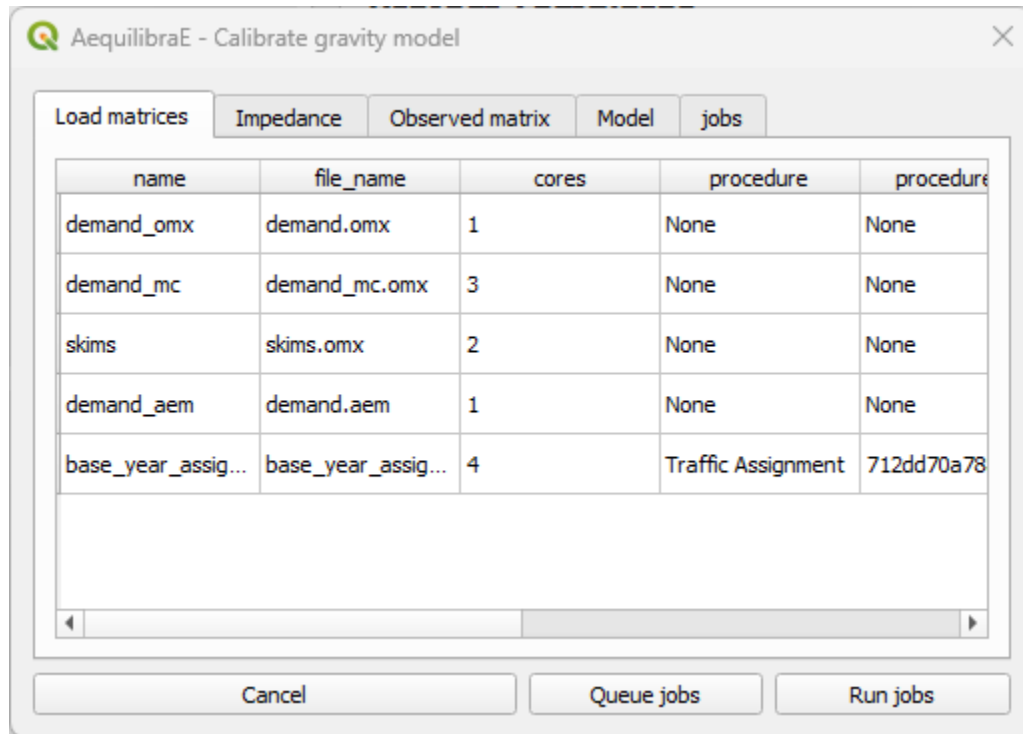 AequilibraE - Calibrate gravity model
Load matrices Impedance Observed matrix Model jobs
name file_name cores procedure procedure
demand_omx demand.omx 1 None None
demand_mc demand_mc.omx 3 None None
skims skims.omx 2 None None
demand_aem demand.aem 1 None None
base_year_assig... base_year_assig... 4 Traffic Assignment 712dd70a78
Cancel Queue jobs Run jobs